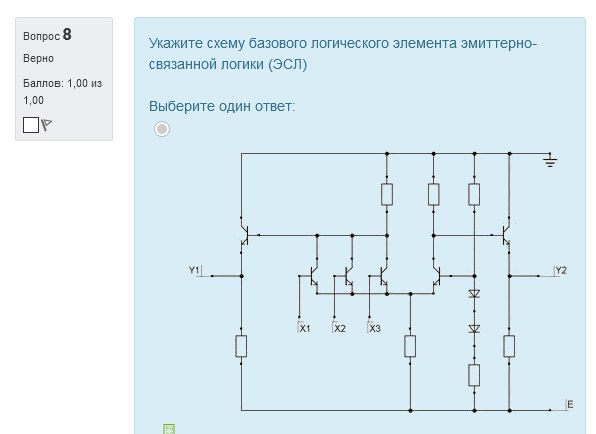 Вопрос 8
Верно
Баллов: 1,00 из
1,00
Укажите схему базового логического элемента эмиттерно-
связанной логики (ЭСЛ)
Выберите один ответ:
Y1
Y2
X1
X2
X3
E